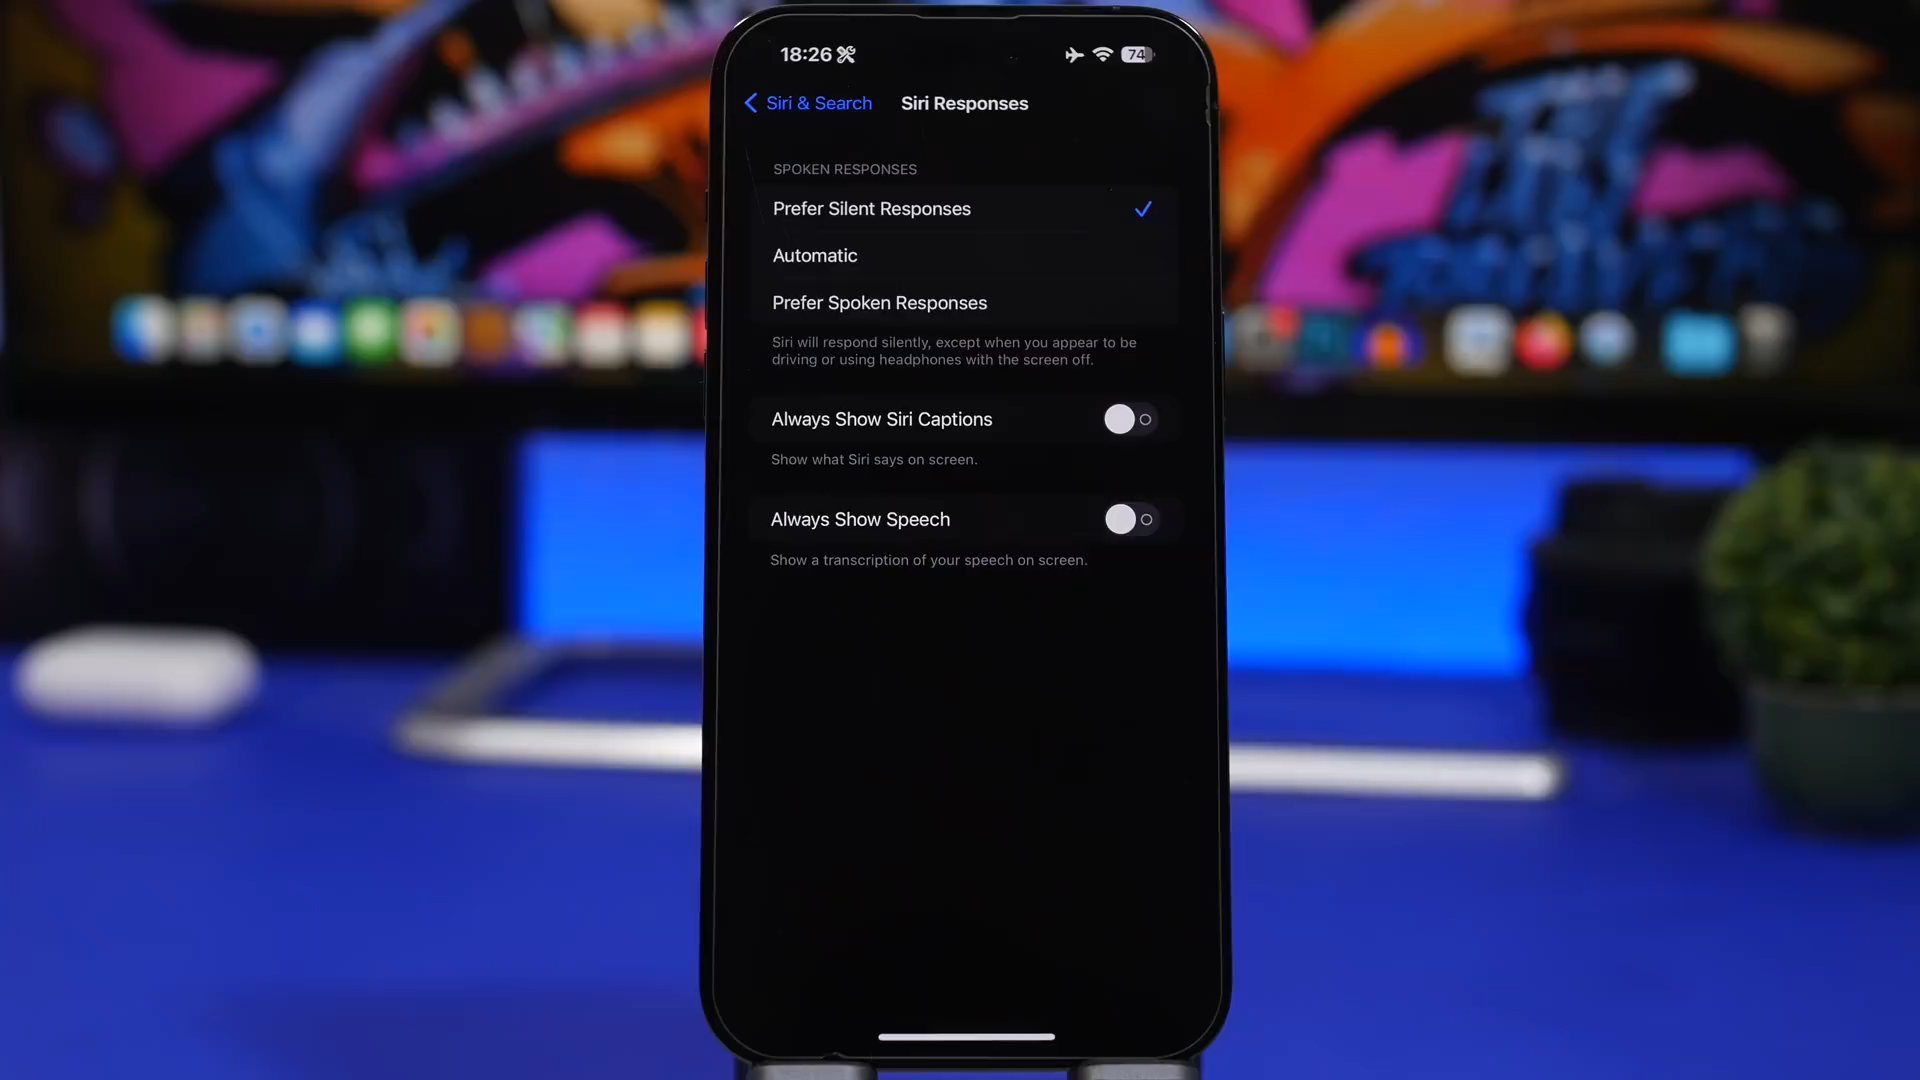 18:26
74
Siri & Search
Siri Responses
SPOKEN RESPONSES
Prefer Silent Responses
Automatic
Prefer Spoken Responses
Siri will respond silently, except when you appear to be
driving or using headphones with the screen off.
Always Show Siri Captions
Show what Siri says on screen.
Always Show Speech
Show a transcription of your speech on screen.